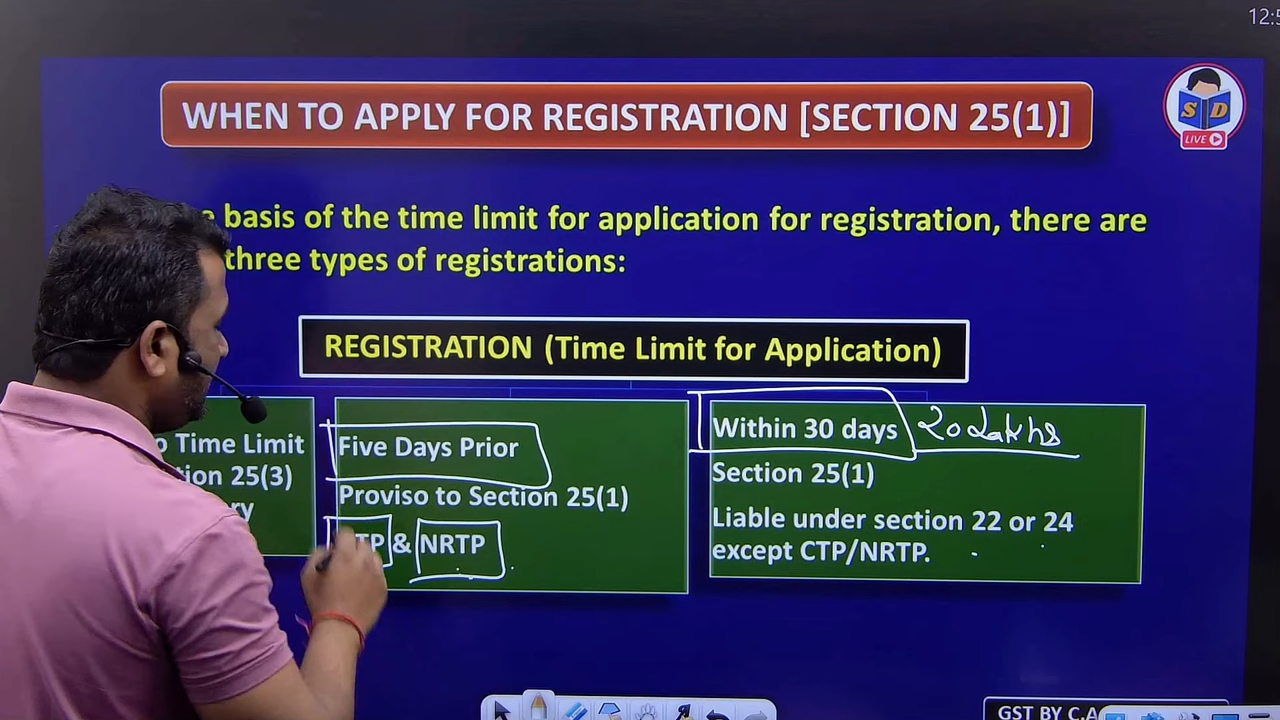 12:5
WHEN TO APPLY FOR REGISTRATION [SECTION 25(1)]
S D
LIVE
basis of the time limit for application for registration, there are
three types of registrations:
REGISTRATION (Time Limit for Application)
Time Limit
25(3)
Five Days Prior
Proviso to Section 25(1)
& NRTP
Within 30 days 20 Lakhs
Section 25(1)
Liable under section 22 or 24
except CTP/NRTP.
GST BY C.A